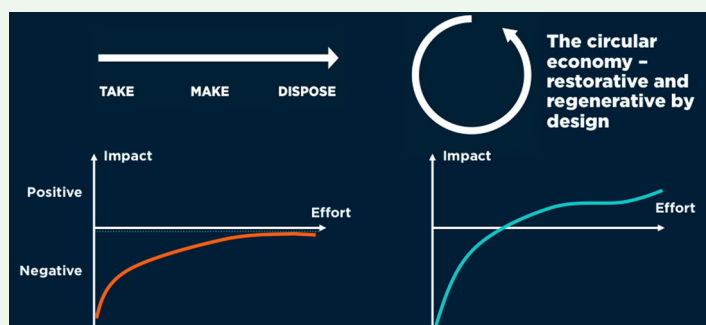 TAKE MAKE DISPOSE
The circular
economy –
restorative and
regenerative by
design
Impact
Positive
Effort
Negative
Impact
Effort